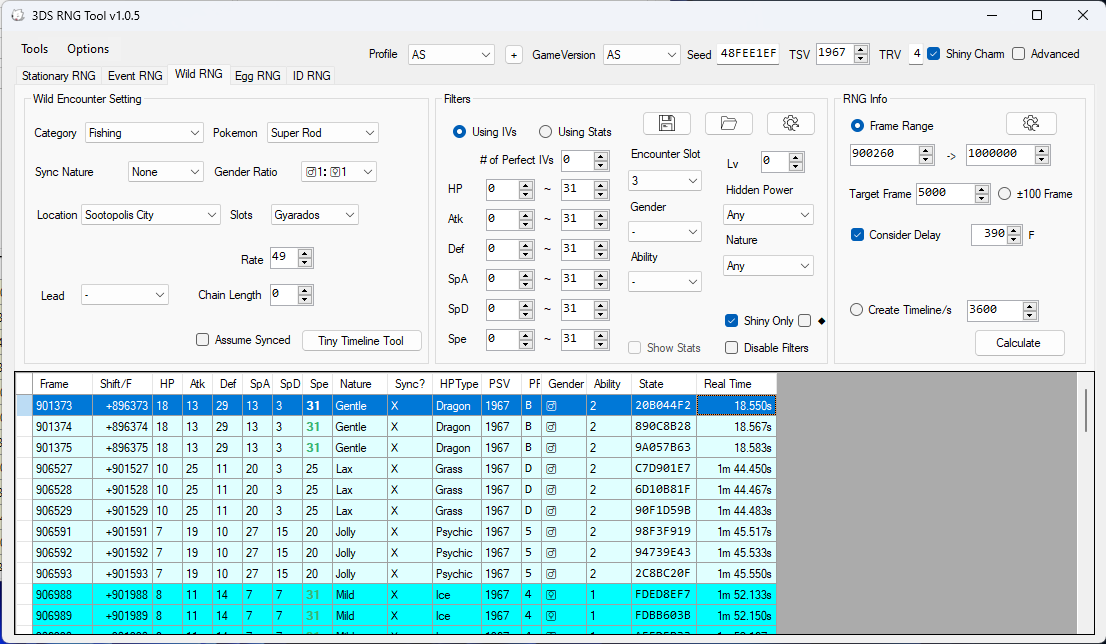 3DS RNG Tool v1.0.5
Tools Options
Profile AS + GameVersion AS Seed 48FEE1EF TSV 1967 TRV 4 Shiny Charm Advanced
Stationary RNG Event RNG Wild RNG Egg RNG ID RNG
Wild Encounter Setting
Category Fishing Pokemon Super Rod
Sync Nature None Gender Ratio ♂1: ♀1
Location Sootopolis City Slots Gyarados
Rate 49
Lead - Chain Length 0
Assume Synced Tiny Timeline Tool
Filters
Using IVs Using Stats
# of Perfect IVs 0
HP 0 ~ 31
Atk 0 ~ 31
Def 0 ~ 31
SpA 0 ~ 31
SpD 0 ~ 31
Spe 0 ~ 31
Encounter Slot
3
Gender
-
Ability
-
Show Stats
Lv 0
Hidden Power
Any
Nature
Any
Shiny Only ◆
Disable Filters
RNG Info
Frame Range
900260 -> 1000000
Target Frame 5000 ±100 Frame
Consider Delay 390 F
Create Timeline/s 3600
Calculate
Frame Shift/F HP Atk Def SpA SpD Spe Nature Sync? HPType PSV Gender Ability State Real Time
901373 +896373 18 13 29 13 3 31 Gentle X Dragon 1967 B ♂ 2 20B044F2 18.550s
901374 +896374 18 13 29 13 3 31 Gentle X Dragon 1967 B ♂ 2 890C8B28 18.567s
901375 +896375 18 13 29 13 3 31 Gentle X Dragon 1967 B ♂ 2 9A057B63 18.583s
906527 +901527 10 25 11 20 3 25 Lax X Grass 1967 D ♂ 2 C7D901E7 1m 44.450s
906528 +901528 10 25 11 20 3 25 Lax X Grass 1967 D ♂ 2 6D10B81F 1m 44.467s
906529 +901529 10 25 11 20 3 25 Lax X Grass 1967 D ♂ 2 90F1D59B 1m 44.483s
906591 +901591 7 19 10 27 15 20 Jolly X Psychic 1967 5 ♂ 2 98F3F919 1m 45.517s
906592 +901592 7 19 10 27 15 20 Jolly X Psychic 1967 5 ♂ 2 94739E43 1m 45.533s
906593 +901593 7 19 10 27 15 20 Jolly X Psychic 1967 5 ♂ 2 2C8BC20F 1m 45.550s
906988 +901988 8 11 14 7 7 31 Mild X Ice 1967 4 ♀ 1 FDED8EF7 1m 52.133s
906989 +901989 8 11 14 7 7 31 Mild X Ice 1967 4 ♀ 1 FDBB603B 1m 52.150s